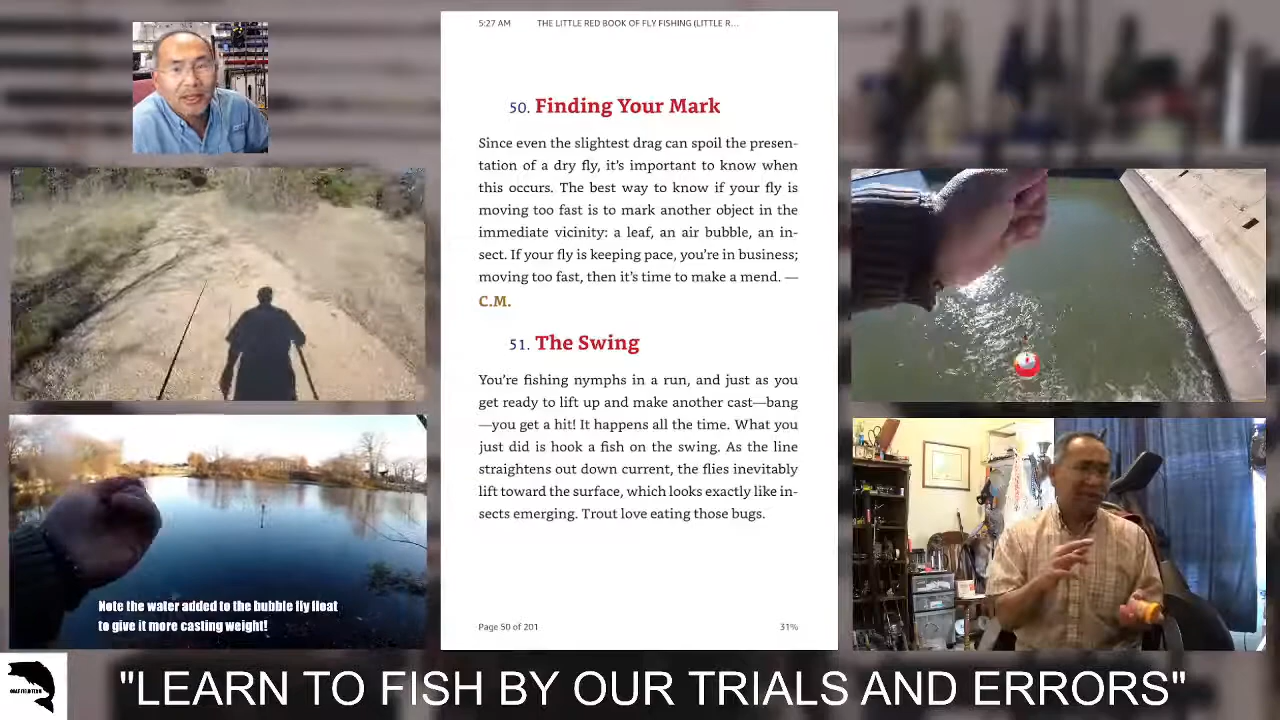 5:27 AM THE LITTLE RED BOOK OF FLY FISHING (LITTLE R...
50. Finding Your Mark
Since even the slightest drag can spoil the presen-
tation of a dry fly, it's important to know when
this occurs. The best way to know if your fly is
moving too fast is to mark another object in the
immediate vicinity: a leaf, an air bubble, an in-
sect. If your fly is keeping pace, you're in business;
moving too fast, then it's time to make a mend. —
C.M.
51. The Swing
You're fishing nymphs in a run, and just as you
get ready to lift up and make another cast—bang
—you get a hit! It happens all the time. What you
just did is hook a fish on the swing. As the line
straightens out down current, the flies inevitably
lift toward the surface, which looks exactly like in-
sects emerging. Trout love eating those bugs.
Page 50 of 201 31%
Note the water added to the bubble fly float
to give it more casting weight!
"LEARN TO FISH BY OUR TRIALS AND ERRORS"